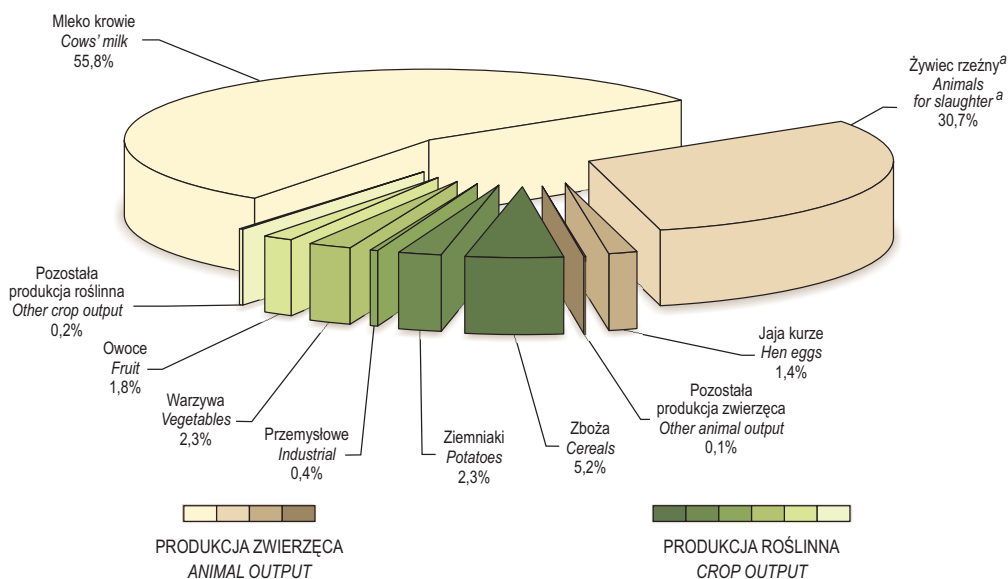 Mleko krowie
Cows' milk
55,8%
Żywiec rzeźny a
Animals
for slaughter a
30,7%
Pozostała
produkcja roślinna
Other crop output
0,2%
Owoce
Fruit
1,8%
Warzywa
Vegetables
2,3%
Przemysłowe
Industrial
0,4%
Ziemniaki
Potatoes
2,3%
Zboża
Cereals
5,2%
Pozostała
produkcja zwierzęca
Other animal output
0,1%
Jaja kurze
Hen eggs
1,4%
PRODUKCJA ZWIERZĘCA
ANIMAL OUTPUT
PRODUKCJA ROŚLINNA
CROP OUTPUT